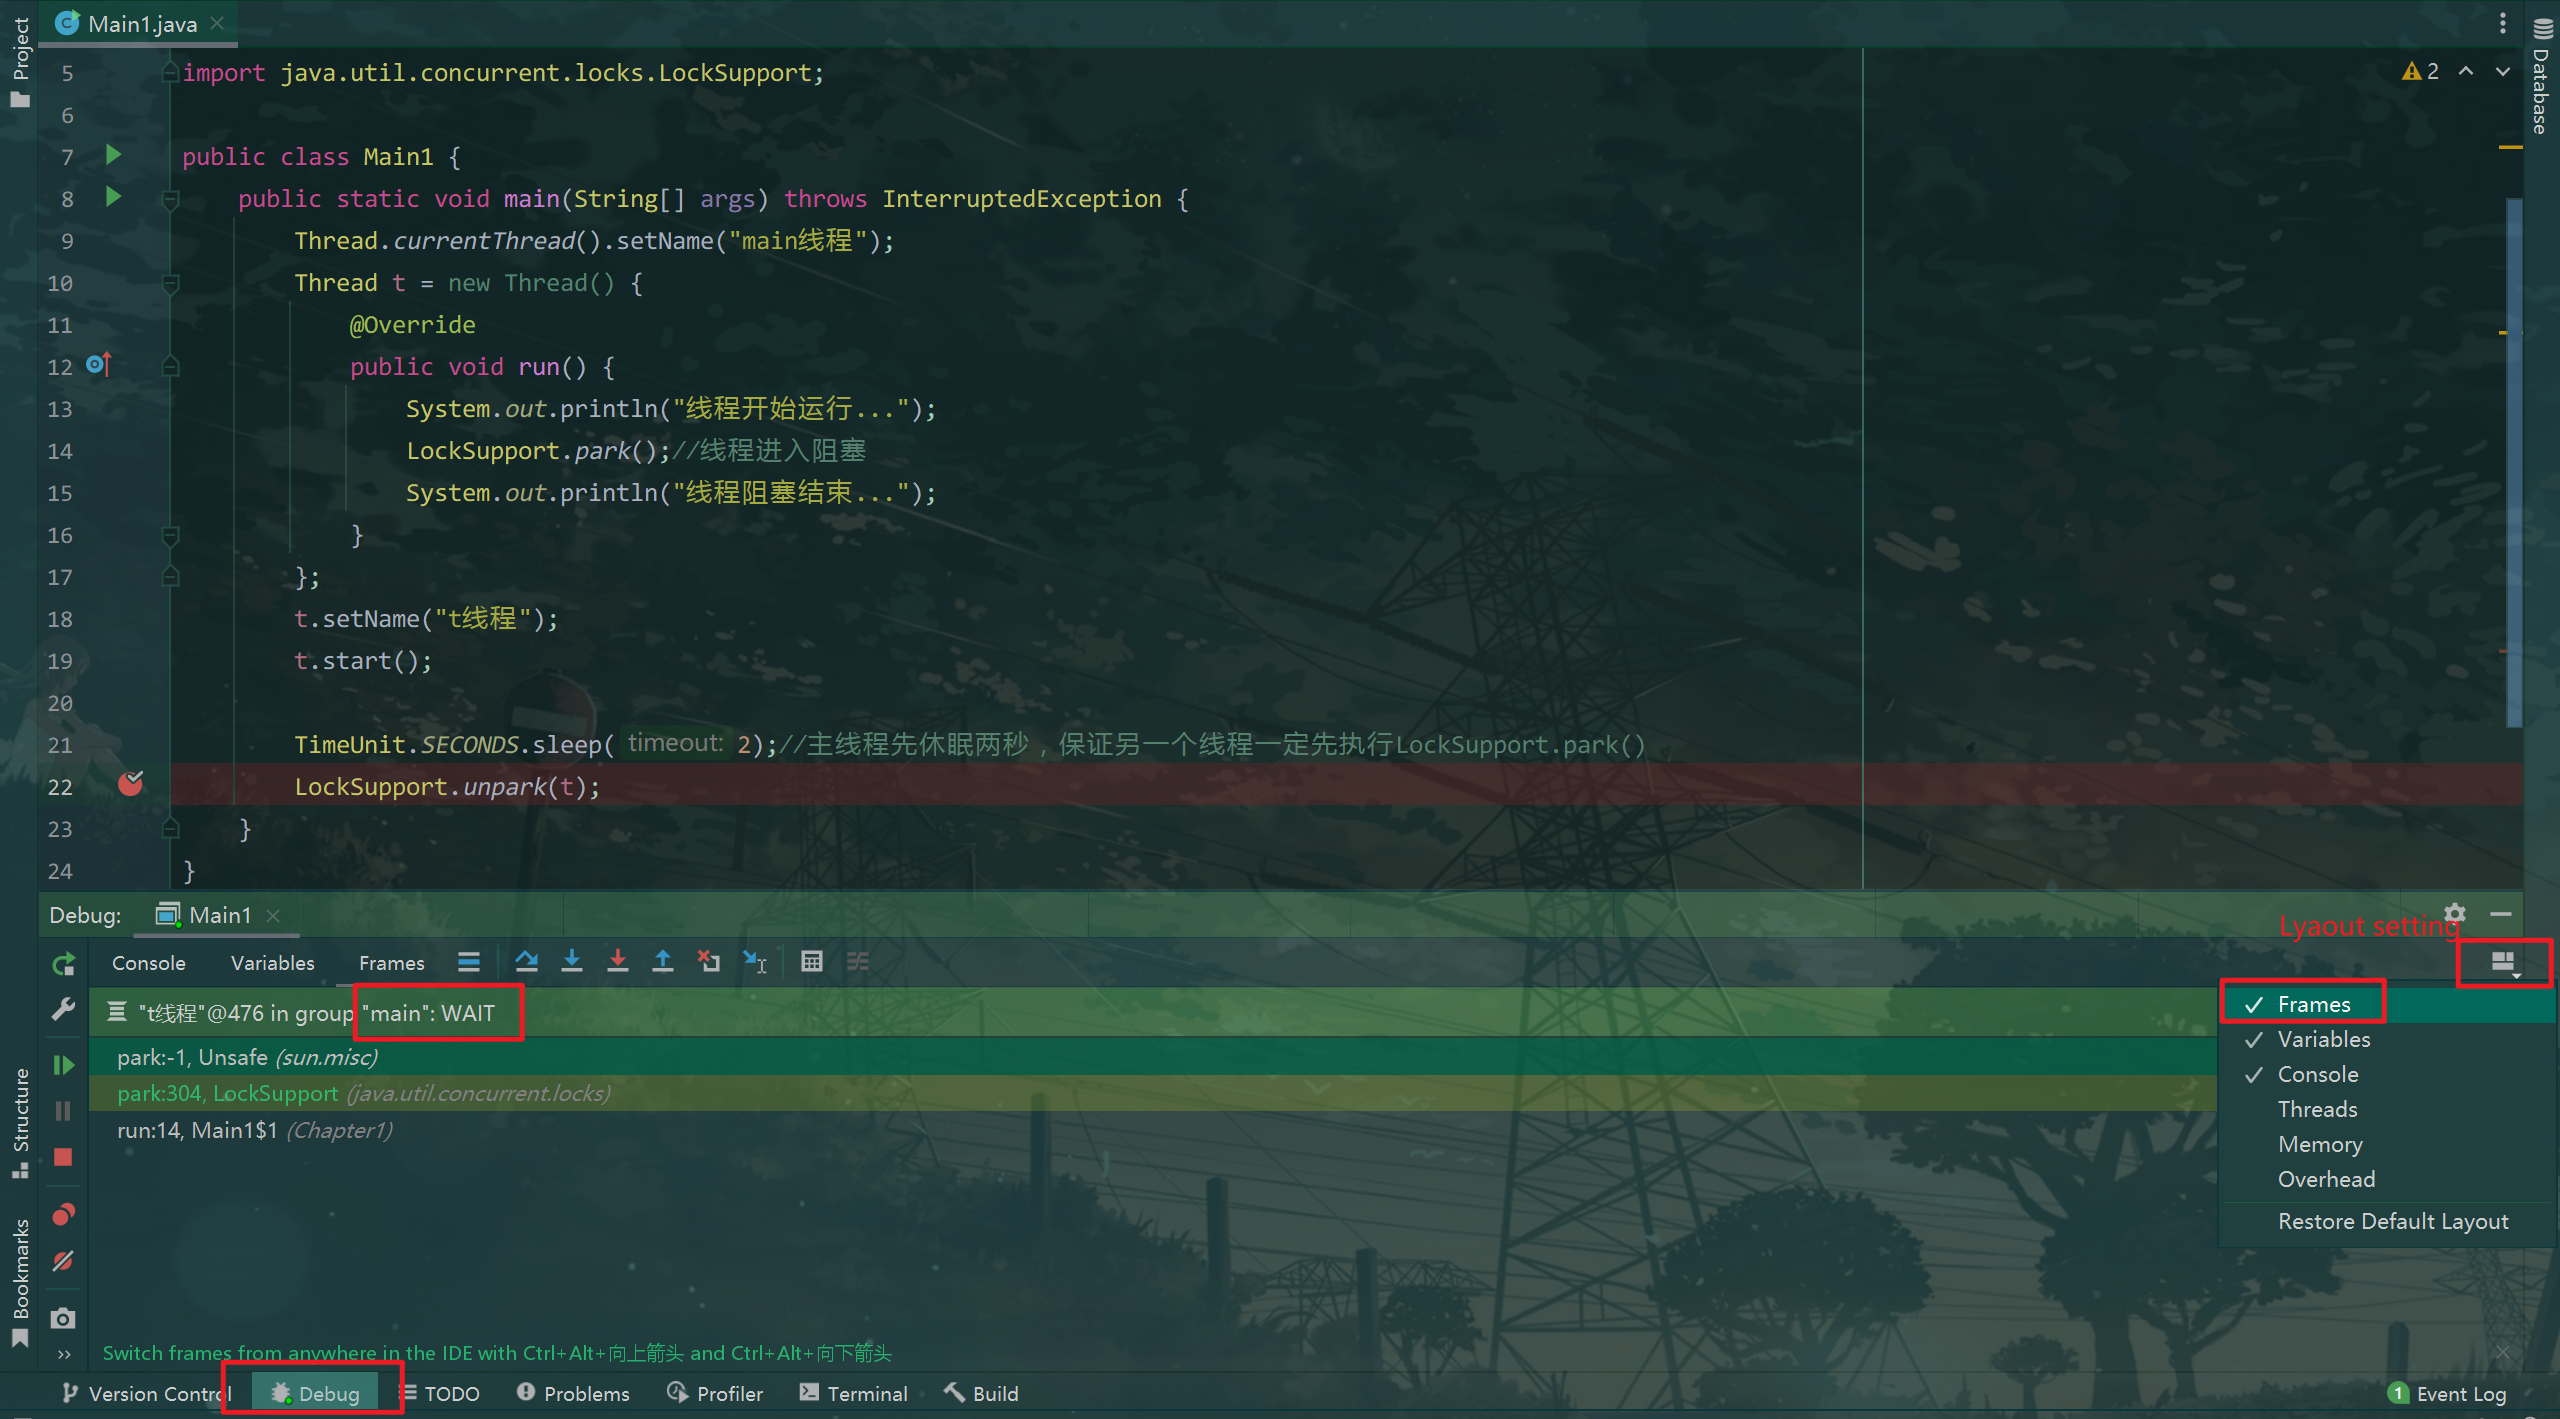 Main1.java
Project
Database
2
5 import java.util.concurrent.locks.LockSupport;
6
7 public class Main1 {
8 public static void main(String[] args) throws InterruptedException {
9 Thread.currentThread().setName("main线程");
10 Thread t = new Thread() {
11 @Override
12 public void run() {
13 System.out.println("线程开始运行...");
14 LockSupport.park();//线程进入阻塞
15 System.out.println("线程阻塞结束...");
16 }
17 };
18 t.setName("t线程");
19 t.start();
20
21 TimeUnit.SECONDS.sleep( timeout: 2);//主线程先休眠两秒，保证另一个线程一定先执行LockSupport.park()
22 LockSupport.unpark(t);
23 }
24 }
Debug: Main1
Lyaout setting
Console Variables Frames
"t线程"@476 in group "main": WAIT
park:-1, Unsafe (sun.misc)
park:304, LockSupport (java.util.concurrent.locks)
run:14, Main1$1 (Chapter1)
Frames
Variables
Console
Threads
Memory
Overhead
Restore Default Layout
Structure
Bookmarks
Switch frames from anywhere in the IDE with Ctrl+Alt+向上箭头 and Ctrl+Alt+向下箭头
Version Control Debug TODO Problems Profiler Terminal Build 1 Event Log